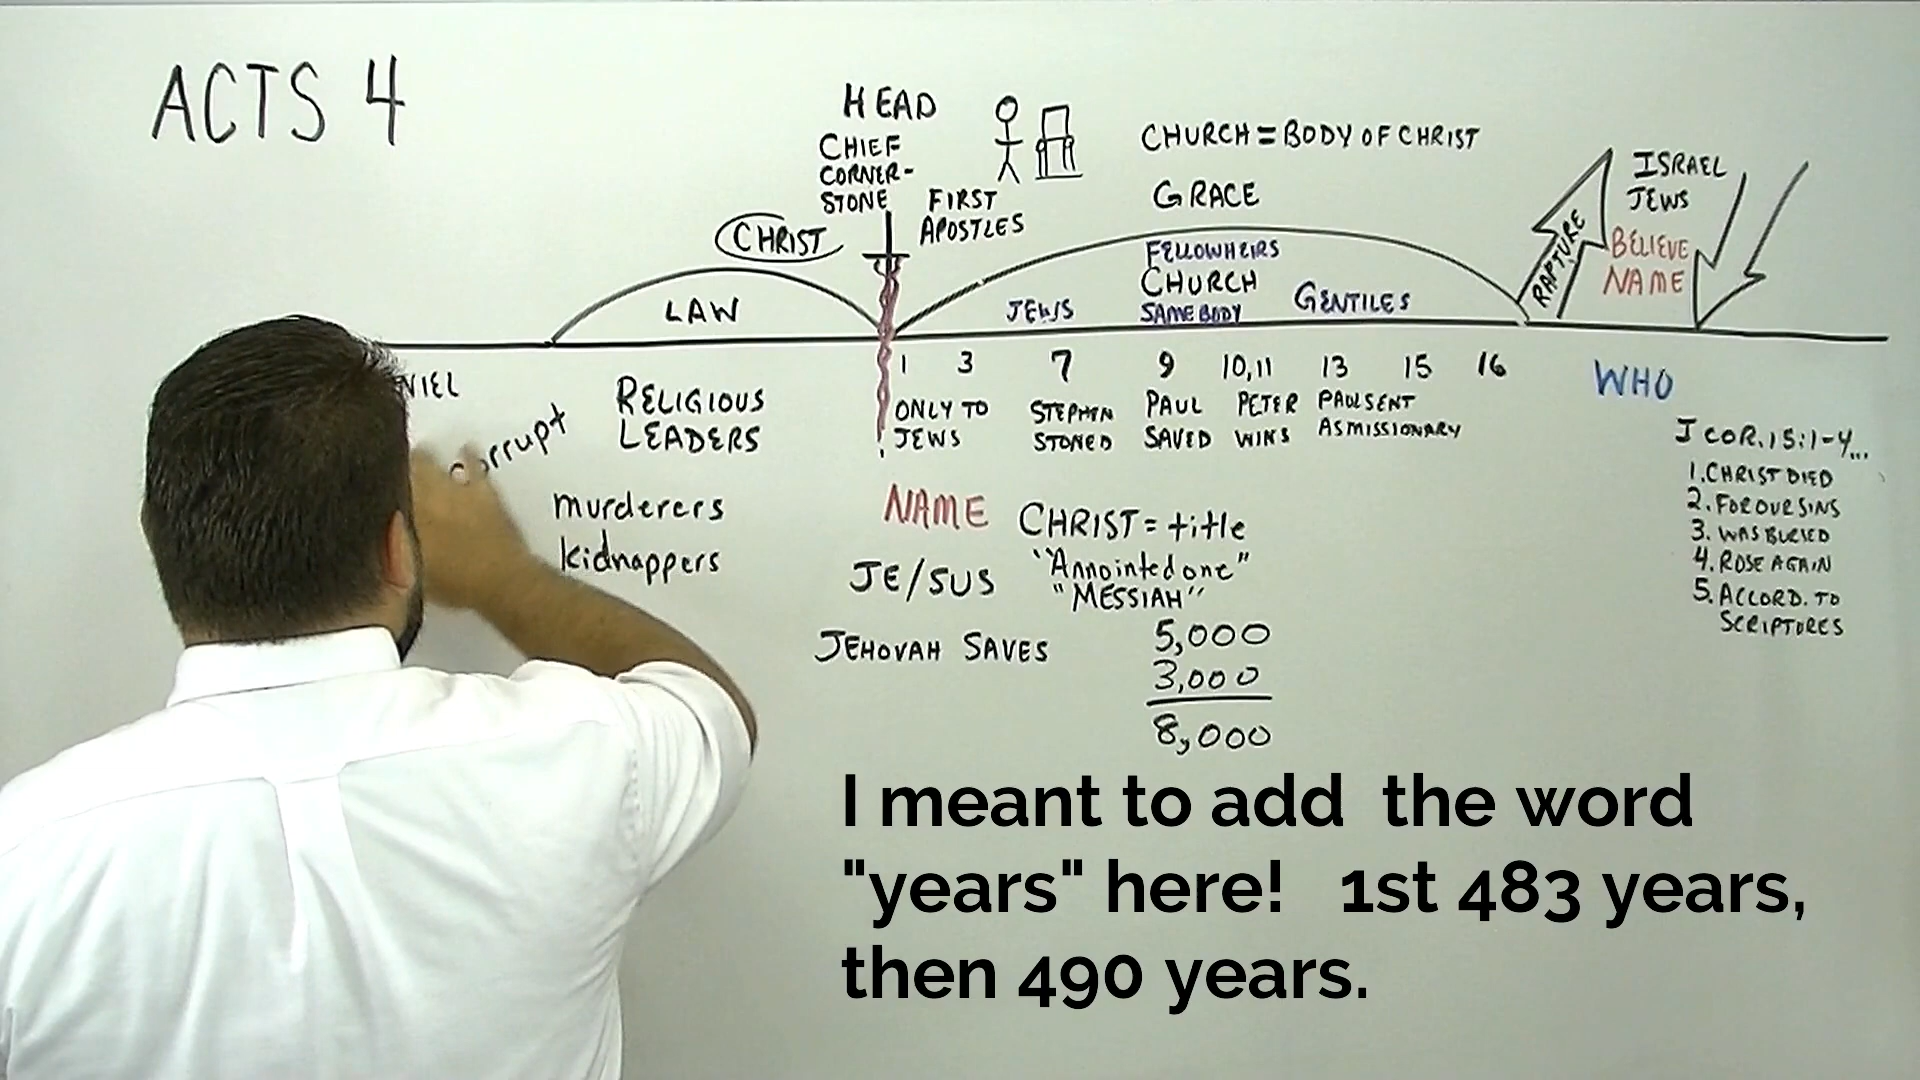 ACTS 4
HEAD
CHIEF
CORNER-
STONE
FIRST
APOSTLES
CHURCH = BODY OF CHRIST
GRACE
ISRAEL
JEWS
BELIEVE
NAME
RAPTURE
CHRIST
LAW
JEWS
FELLOWHEIRS
CHURCH
SAME BODY
GENTILES
NIEL
orrupt
RELIGIOUS
LEADERS
murderers
kidnappers
1 3 7 9 10,11 13 15 16
ONLY TO
JEWS
STEPHEN
STONED
PAUL
SAVED
PETER
WINS
PAUL SENT
AS MISSIONARY
WHO
I COR. 15:1-4...
1. CHRIST DIED
2. FOR OUR SINS
3. WAS BURIED
4. ROSE AGAIN
5. ACCORD. TO
SCRIPTURES
NAME
JE/SUS
JEHOVAH SAVES
CHRIST = title
"Annointed one"
"MESSIAH"
5,000
3,000
8,000
I meant to add the word
"years" here! 1st 483 years,
then 490 years.